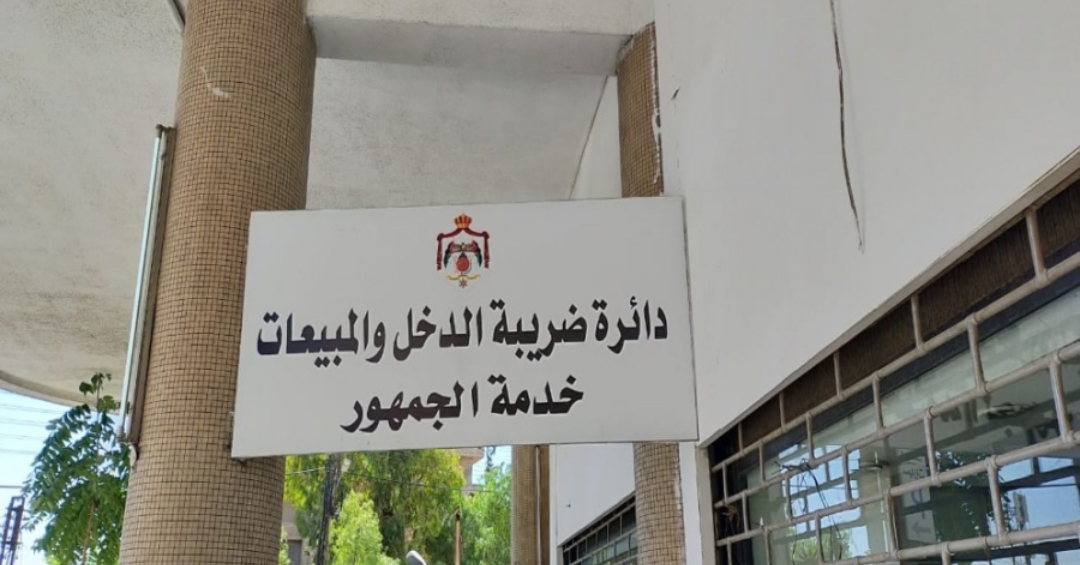 دائرة ضريبة الدخل والمبيعات
خدمة الجمهور